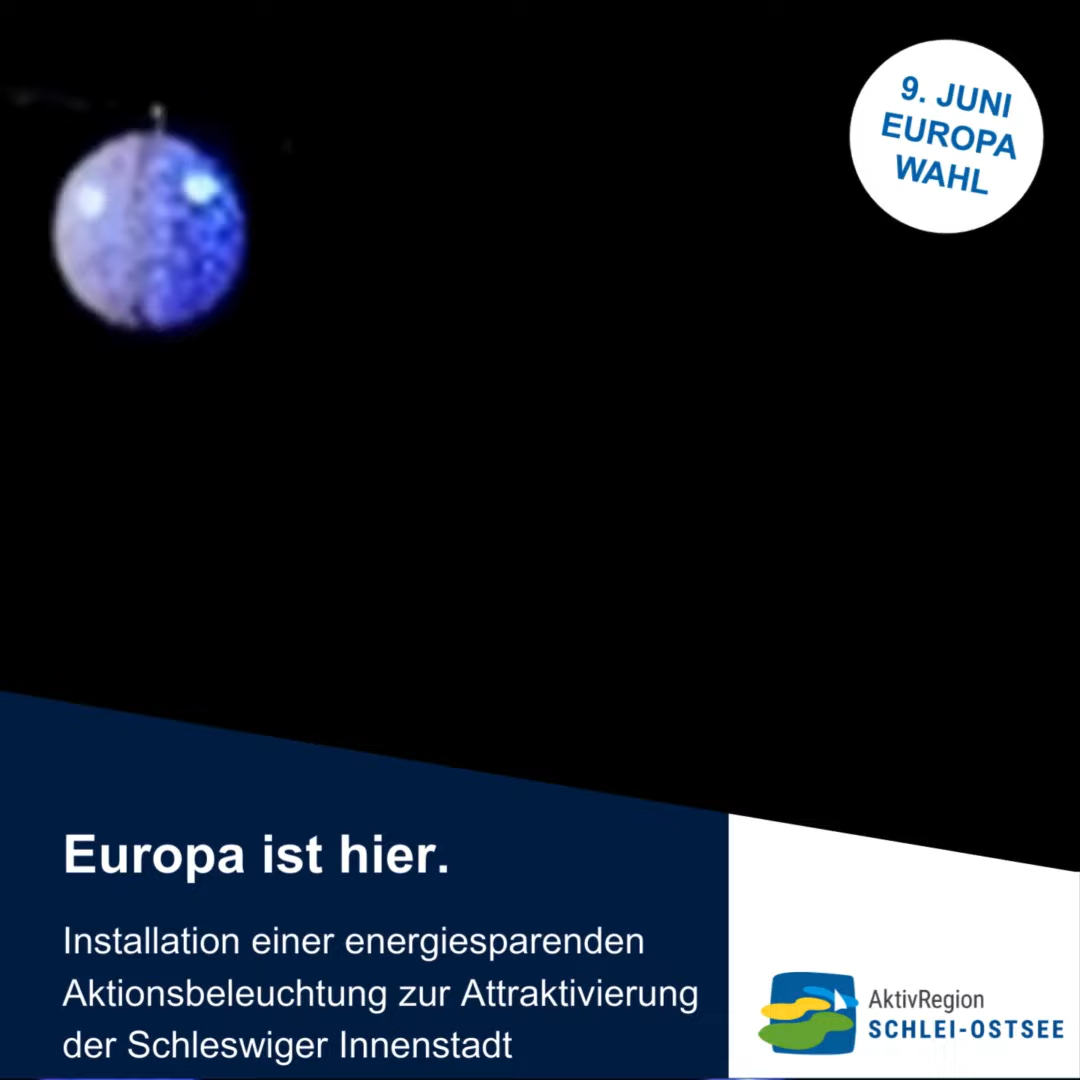 9. JUNI
EUROPA
WAHL
Europa ist hier.
Installation einer energiesparenden
Aktionsbeleuchtung zur Attraktivierung
der Schleswiger Innenstadt
AktivRegion
SCHLEI-OSTSEE